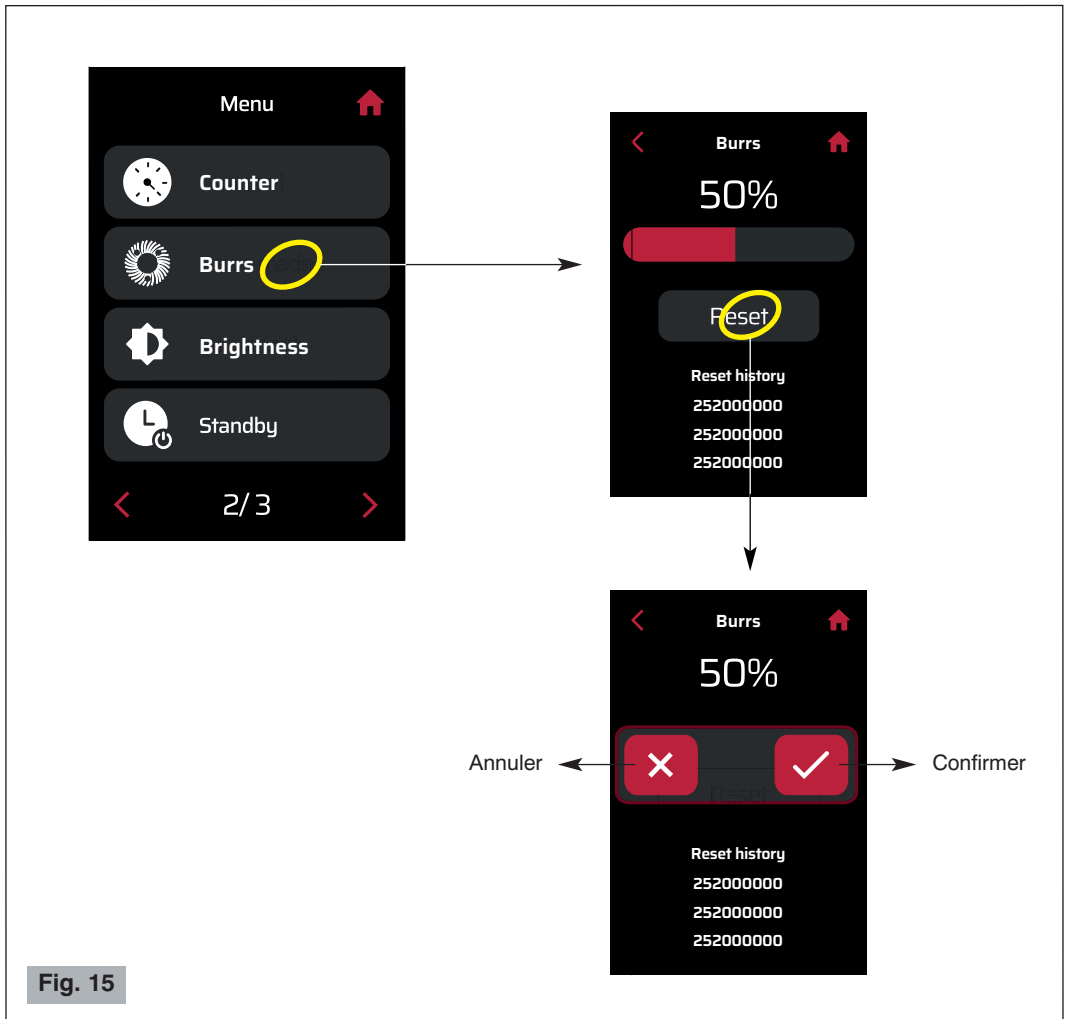 Menu
Counter
Burrs
Brightness
Standby
2/ 3
Burrs
50%
Reset
Reset history
252000000
252000000
252000000
Burrs
50%
Annuler
Confirmer
Reset
Reset history
252000000
252000000
252000000
Fig. 15